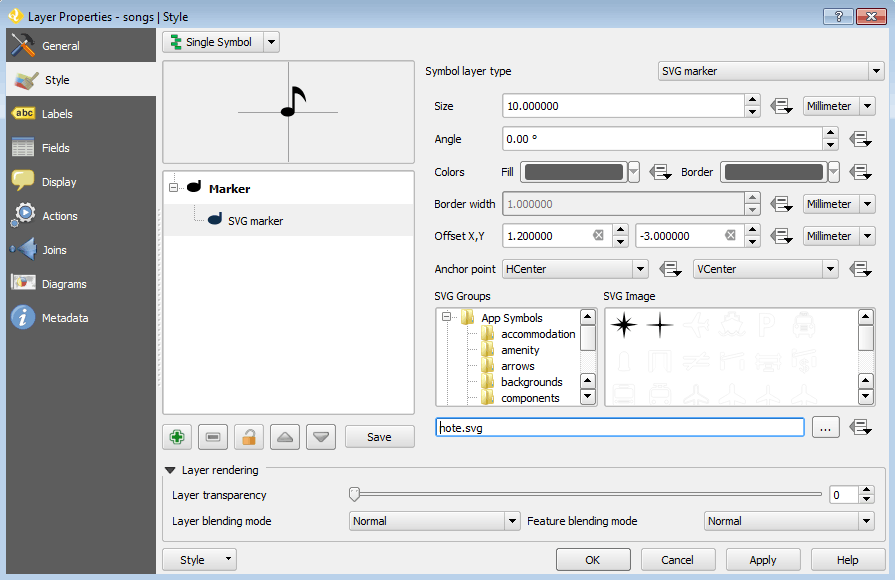 Layer Properties - songs | Style
General
Style
Labels
Fields
Display
Actions
Joins
Diagrams
Metadata
abc
Single Symbol
Marker
SVG marker
Save
Symbol layer type SVG marker
Size 10.000000 Millimeter
Angle 0.00 °
Colors Fill Border
Border width 1.000000 Millimeter
Offset X,Y 1.200000 -3.000000 Millimeter
Anchor point HCenter VCenter
SVG Groups SVG Image
App Symbols
accommodation
amenity
arrows
backgrounds
components
note.svg ...
Layer rendering
Layer transparency 0
Layer blending mode Normal Feature blending mode Normal
Style OK Cancel Apply Help